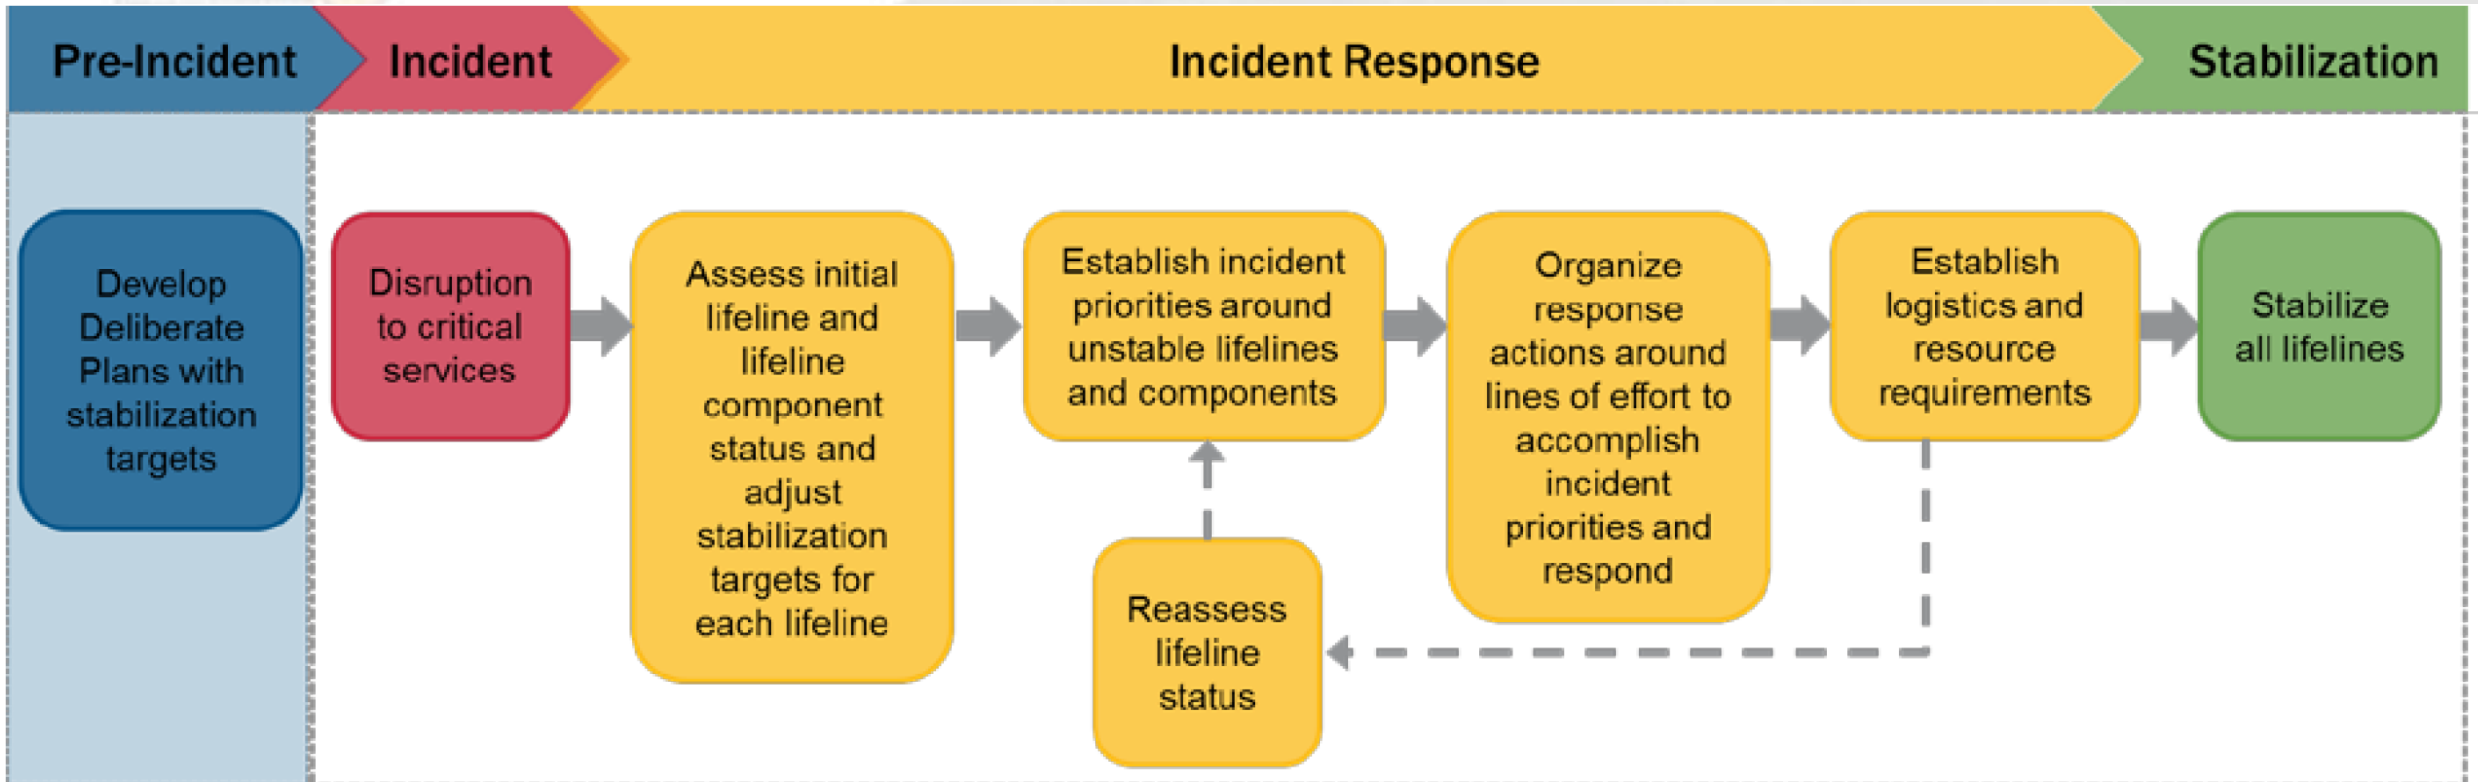 Pre-Incident
Incident
Incident Response
Stabilization
Develop
Deliberate
Plans with
stabilization
targets
Disruption
to critical
services
Assess initial
lifeline and
lifeline
component
status and
adjust
stabilization
targets for
each lifeline
Establish incident
priorities around
unstable lifelines
and components
Organize
response
actions around
lines of effort to
accomplish
incident
priorities and
respond
Establish
logistics and
resource
requirements
Stabilize
all lifelines
Reassess
lifeline
status